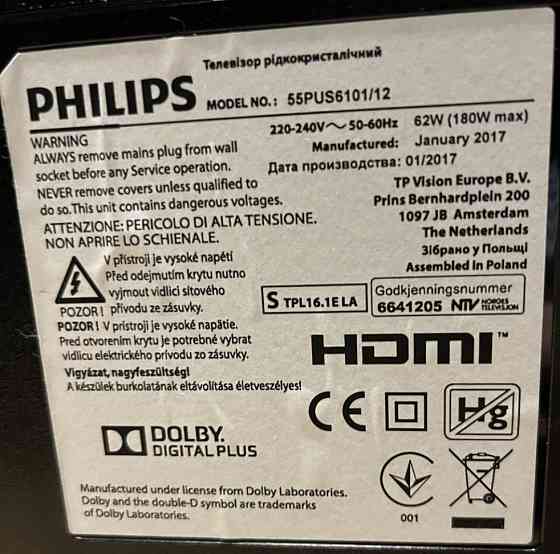 Телевізор рідкокристалічний
PHILIPS MODEL NO. : 55PUS6101/12
WARNING
ALWAYS remove mains plug from wall
socket before any Service operation.
NEVER remove covers unless qualified to
do so. This unit contains dangerous voltages.
ATTENZIONE: PERICOLO DI ALTA TENSIONE.
NON APRIRE LO SCHIENALE.
220-240V~ 50-60Hz 62W (180W max)
Manufactured: January 2017
Дата производства: 01/2017
TP Vision Europe B.V.
Prins Bernhardplein 200
1097 JB Amsterdam
The Netherlands
Зібрано у Польщі
Assembled In Poland
V přístroji je vysoké napětí
Před odejmutím krytu nutno
vyjmout vidlici síťového
POZOR ! přívodu ze zásuvky.
POZOR ! V prístroji je vysoké napätie.
Pred otvorením krytu je potrebné vybrat
vidlicu elektrického prívodu zo zásuvky.
Vigyázat, nagyfeszültség!
A készülek burkolatának eltávolítása életveszélyes!
S TPL16.1E LA
Godkjenningsnummer
6641205 NTV NORGES TELEVISION
HDMI™
CE
Hg
DOLBY.
DIGITAL PLUS
001
Manufactured under license from Dolby Laboratories.
Dolby and the double-D symbol are trademarks
of Dolby Laboratories.